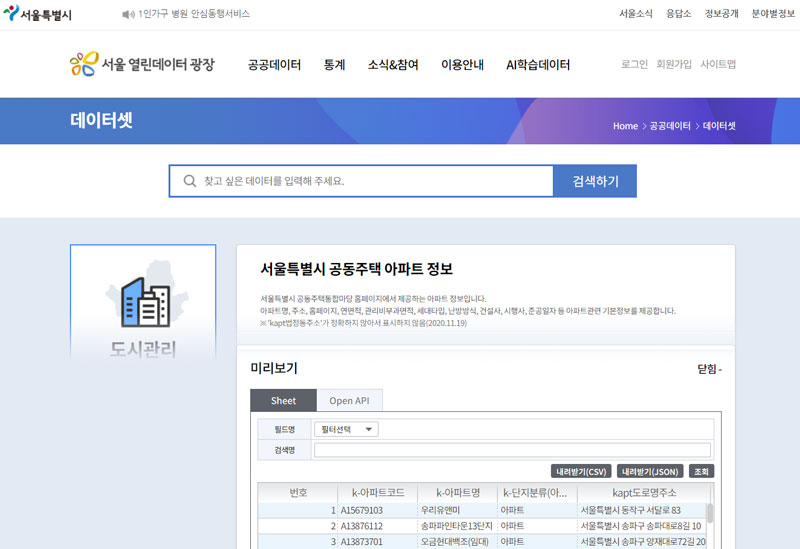 서울특별시
1인가구 병원 안심동행서비스
서울소식 응답소 정보공개 분야별정보
서울 열린데이터 광장
공공데이터 통계 소식&참여 이용안내 AI학습데이터
로그인 회원가입 사이트맵
데이터셋
Home > 공공데이터 > 데이터셋
찾고 싶은 데이터를 입력해 주세요.
검색하기
도시관리
서울특별시 공동주택 아파트 정보
서울특별시 공동주택통합마당 홈페이지에서 제공하는 아파트 정보입니다.
아파트명, 주소, 홈페이지, 연면적, 관리비부과면적, 세대타입, 난방방식, 건설사, 시행사, 준공일자 등 아파트관련 기본정보를 제공합니다.
※ 'kapt법정동주소'가 정확하지 않아서 표시하지 않음(2020.11.19)
미리보기
닫힘 -
Sheet Open API
필드명 필터선택
검색명
내려받기(CSV) 내려받기(JSON) 조회
번호 k-아파트코드 k-아파트명 k-단지분류(아... kapt도로명주소
1 A15679103 우리유앤미 아파트 서울특별시 동작구 서달로 83
2 A13876112 송파파인타운13단지 아파트 서울특별시 송파구 송파대로8길 10
3 A13873701 오금현대백조(임대) 아파트 서울특별시 송파구 양재대로72길 20